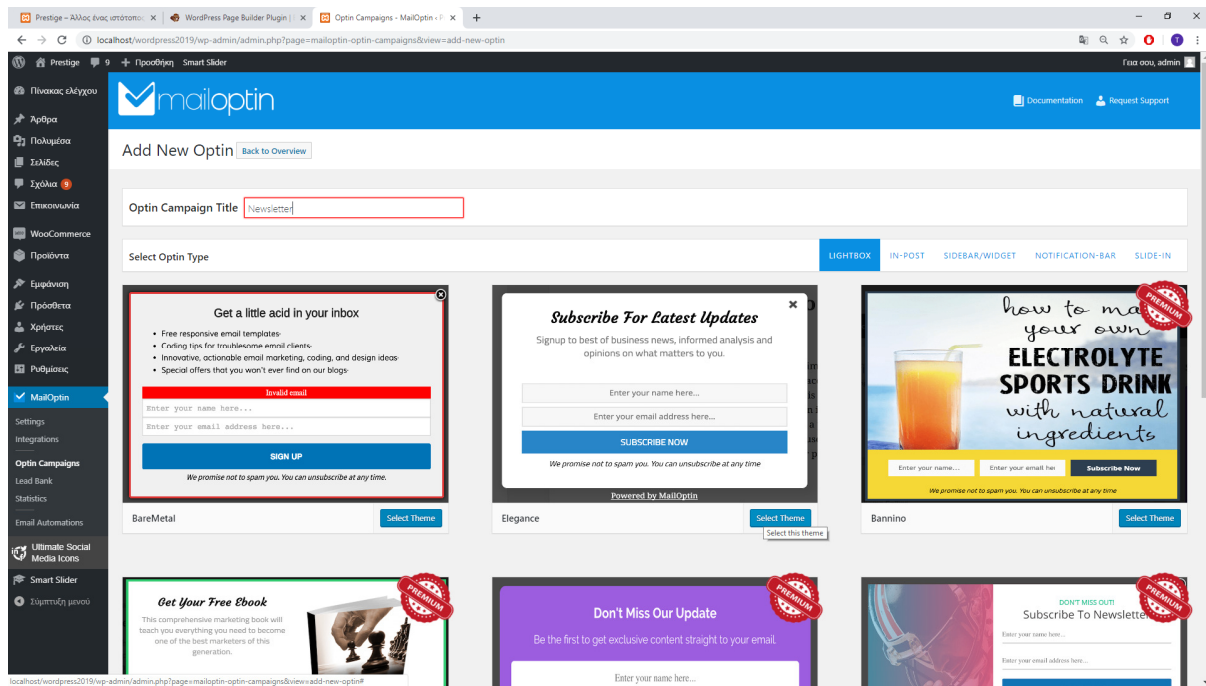 Prestige – Άλλος ένας ιστότοπος
WordPress Page Builder Plugin |
Optin Campaigns - MailOptin ‹ P
localhost/wordpress2019/wp-admin/admin.php?page=mailoptin-optin-campaigns&view=add-new-optin
Prestige 9 + Προσθήκη Smart Slider Γεια σου, admin
Πίνακας ελέγχου
Άρθρα
Πολυμέσα
Σελίδες
Σχόλια 9
Επικοινωνία
WooCommerce
Προϊόντα
Εμφάνιση
Πρόσθετα
Χρήστες
Εργαλεία
Ρυθμίσεις
MailOptin
Settings
Integrations
Optin Campaigns
Lead Bank
Statistics
Email Automations
Ultimate Social
Media Icons
Smart Slider
Σύμπτυξη μενού
mailoptin
Documentation Request Support
Add New Optin Back to Overview
Optin Campaign Title Newsletter
Select Optin Type LIGHTBOX IN-POST SIDEBAR/WIDGET NOTIFICATION-BAR SLIDE-IN
Get a little acid in your inbox
• Free responsive email templates·
• Coding tips for troublesome email clients·
• Innovative, actionable email marketing, coding, and design ideas·
• Special offers that you won't ever find on our blogs·
Invalid email
Enter your name here...
Enter your email address here...
SIGN UP
We promise not to spam you. You can unsubscribe at any time.
BareMetal Select Theme
Subscribe For Latest Updates
Signup to best of business news, informed analysis and
opinions on what matters to you.
Enter your name here...
Enter your email address here...
SUBSCRIBE NOW
We promise not to spam you. You can unsubscribe at any time
Powered by MailOptin
Elegance Select Theme
Select this theme
PREMIUM
how to ma
your own
ELECTROLYTE
SPORTS DRINK
with natural
ingredients
Enter your name... Enter your email her Subscribe Now
We promise not to spam you. You can unsubscribe at any time
Bannino Select Theme
PREMIUM
Get Your Free Ebook
This comprehensive marketing book will
teach you everything you need to become
one of the best marketers of this
generation.
PREMIUM
Don't Miss Our Update
Be the first to get exclusive content straight to your email.
Enter your name here...
PREMIUM
DON'T MISS OUT!
Subscribe To Newsletter
Enter your name here...
Enter your email address here...
localhost/wordpress2019/wp-admin/admin.php?page=mailoptin-optin-campaigns&view=add-new-optin#